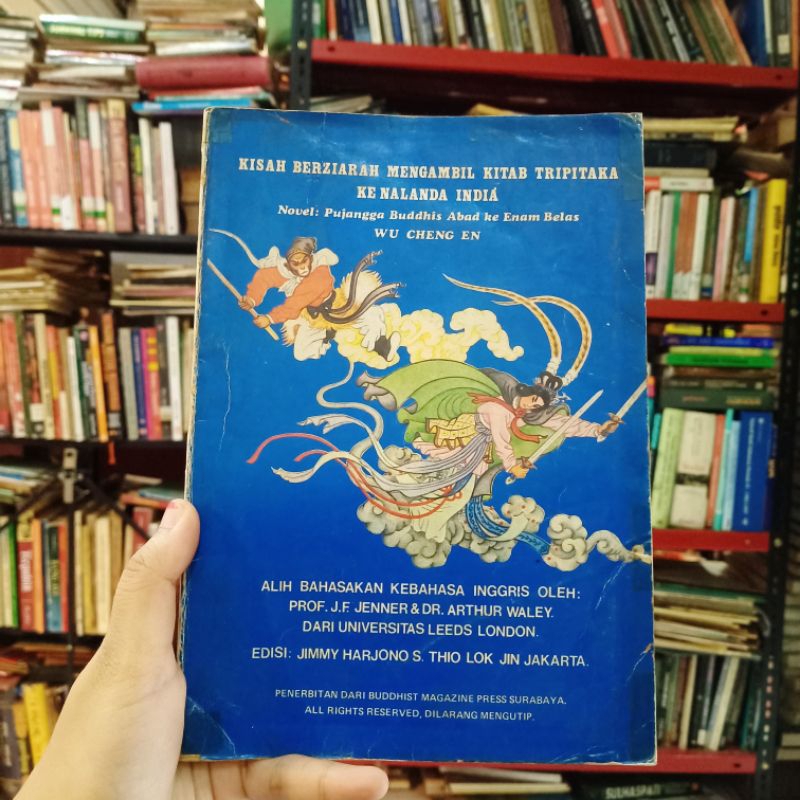 KISAH BERZIARAH MENGAMBIL KITAB TRIPITAKA
KE NALANDA INDIA
Novel: Pujangga Buddhis Abad ke Enam Belas
WU CHENG EN
ALIH BAHASAKAN KEBAHASA INGGRIS OLEH:
PROF. J.F. JENNER & DR. ARTHUR WALEY.
DARI UNIVERSITAS LEEDS LONDON.
EDISI: JIMMY HARJONO S. THIO LOK JIN JAKARTA.
PENERBITAN DARI BUDDHIST MAGAZINE PRESS SURABAYA.
ALL RIGHTS RESERVED, DILARANG MENGUTIP.